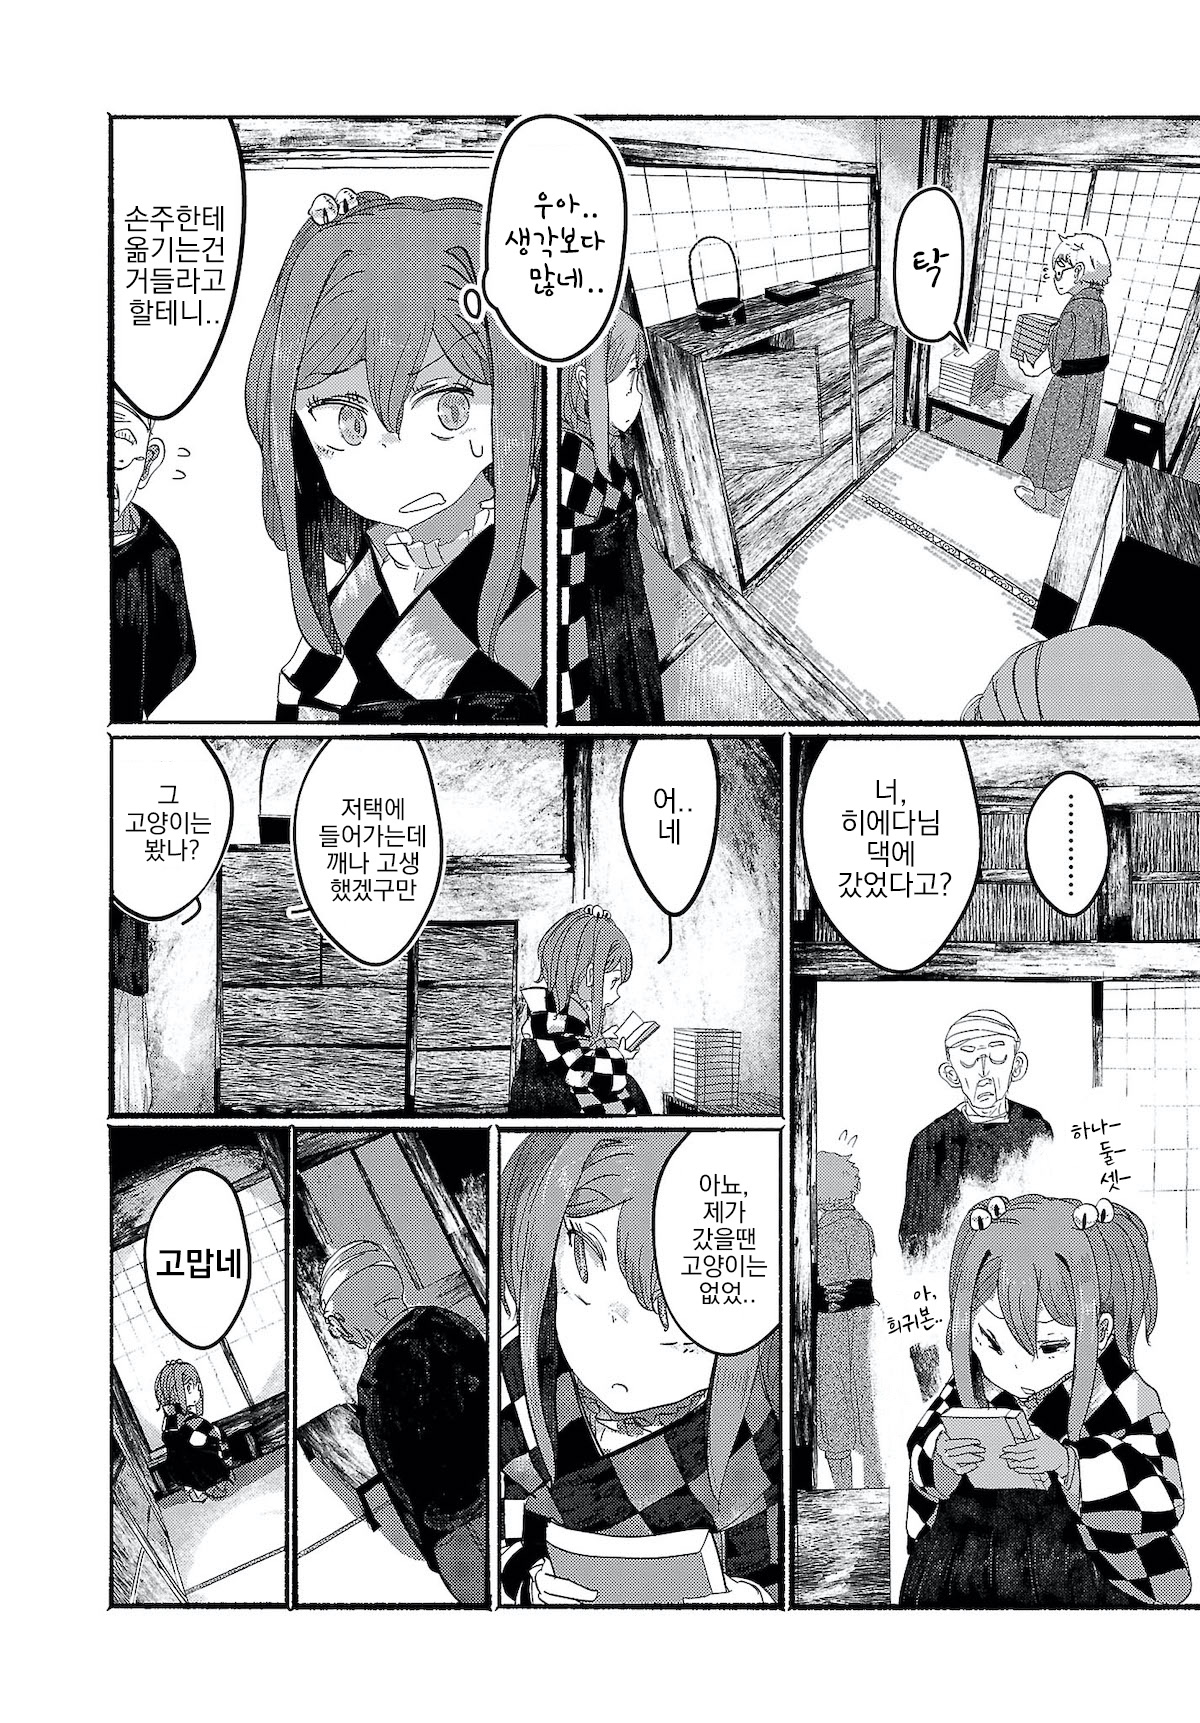 탁
우아..
생각보다
많네..
손주한테
옮기는건
거들라고
할테니..
………
너,
히에다님
댁에
갔었다고?
하나-
둘-
셋-
아,
희귀본..
어..
네
저택에
들어가는데
깨나 고생
했겠구만
그
고양이는
봤나?
아뇨,
제가
갔을땐
고양이는
없었..
고맙네